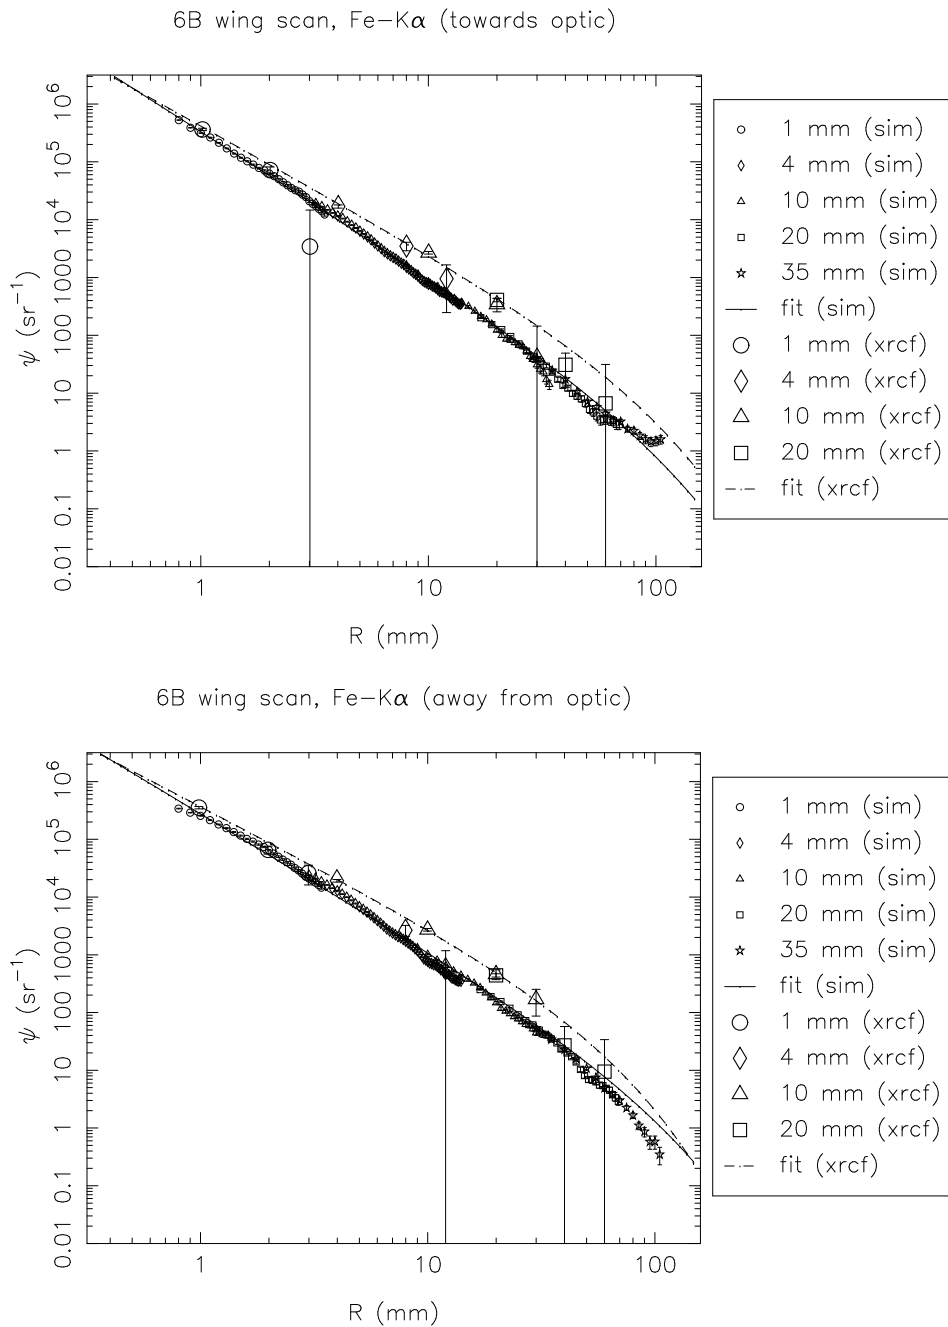 6B wing scan, Fe−Kα (towards optic)
ψ (sr⁻¹)
10⁶
10⁵
10⁴
1000
100
10
1
0.1
0.01
1 10 100
R (mm)
1 mm (sim)
4 mm (sim)
10 mm (sim)
20 mm (sim)
35 mm (sim)
fit (sim)
1 mm (xrcf)
4 mm (xrcf)
10 mm (xrcf)
20 mm (xrcf)
fit (xrcf)
6B wing scan, Fe−Kα (away from optic)
ψ (sr⁻¹)
10⁶
10⁵
10⁴
1000
100
10
1
0.1
0.01
1 10 100
R (mm)
1 mm (sim)
4 mm (sim)
10 mm (sim)
20 mm (sim)
35 mm (sim)
fit (sim)
1 mm (xrcf)
4 mm (xrcf)
10 mm (xrcf)
20 mm (xrcf)
fit (xrcf)